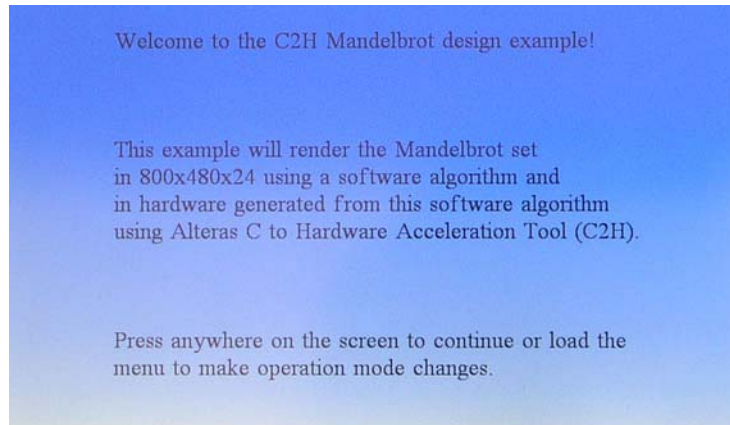 Welcome to the C2H Mandelbrot design example!
This example will render the Mandelbrot set
in 800x480x24 using a software algorithm and
in hardware generated from this software algorithm
using Alteras C to Hardware Acceleration Tool (C2H).
Press anywhere on the screen to continue or load the
menu to make operation mode changes.